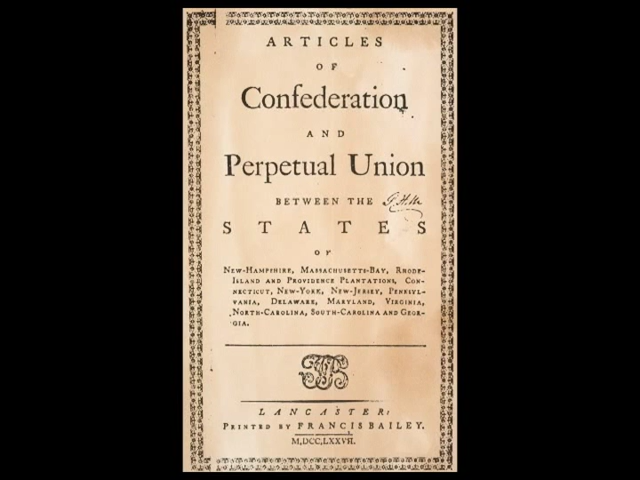 ARTICLES
OF
Confederation
AND
Perpetual Union
BETWEEN THE
STATES
OF
NEW-HAMPSHIRE, MASSACHUSETTS-BAY, RHODE-
ISLAND AND PROVIDENCE PLANTATIONS, CON-
NECTICUT, NEW-YORK, NEW-JERSEY, PENNSYL-
VANIA, DELAWARE, MARYLAND, VIRGINIA,
NORTH-CAROLINA, SOUTH-CAROLINA AND GEOR-
GIA.
LANCASTER:
PRINTED BY FRANCIS BAILEY.
M,DCC,LXXVII.